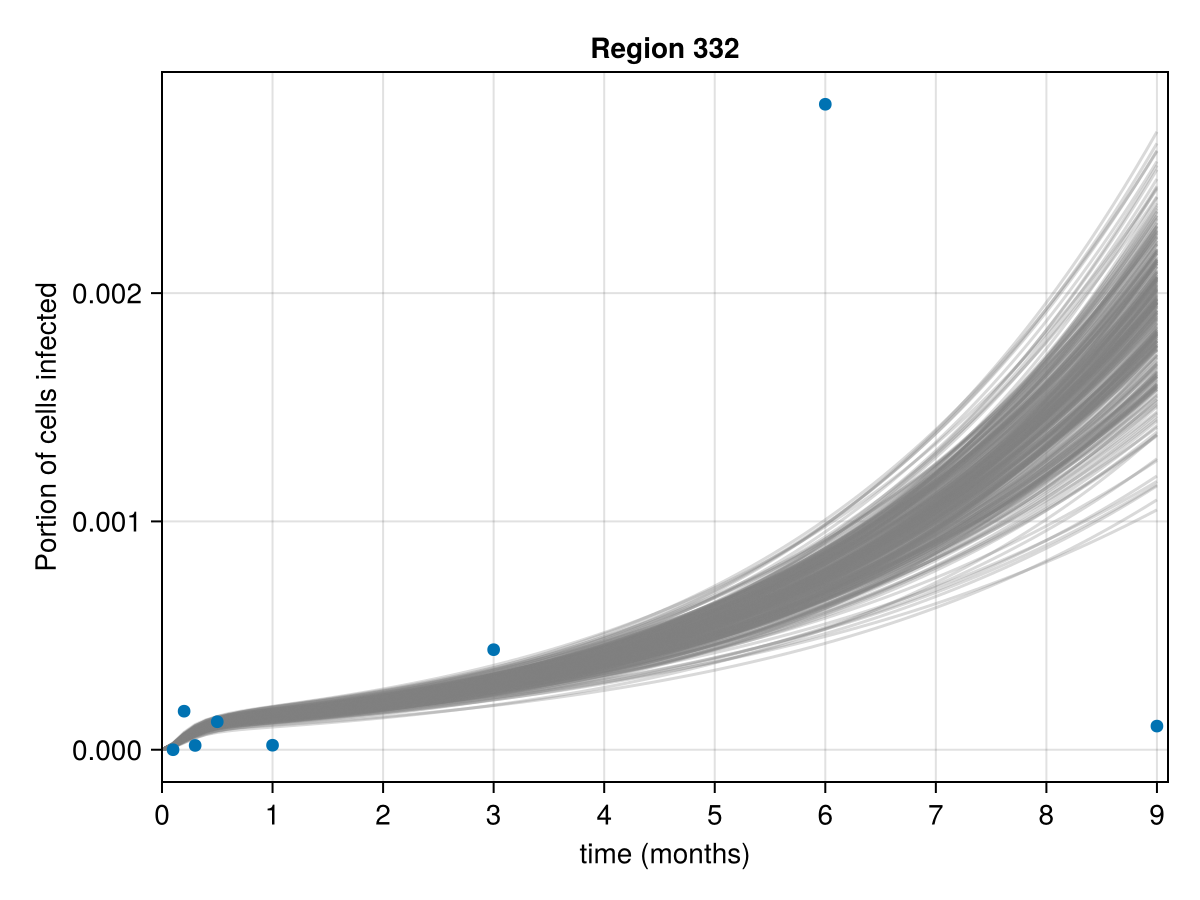 Region 332
Portion of cells infected
0.002
0.001
0.000
0 1 2 3 4 5 6 7 8 9
time (months)